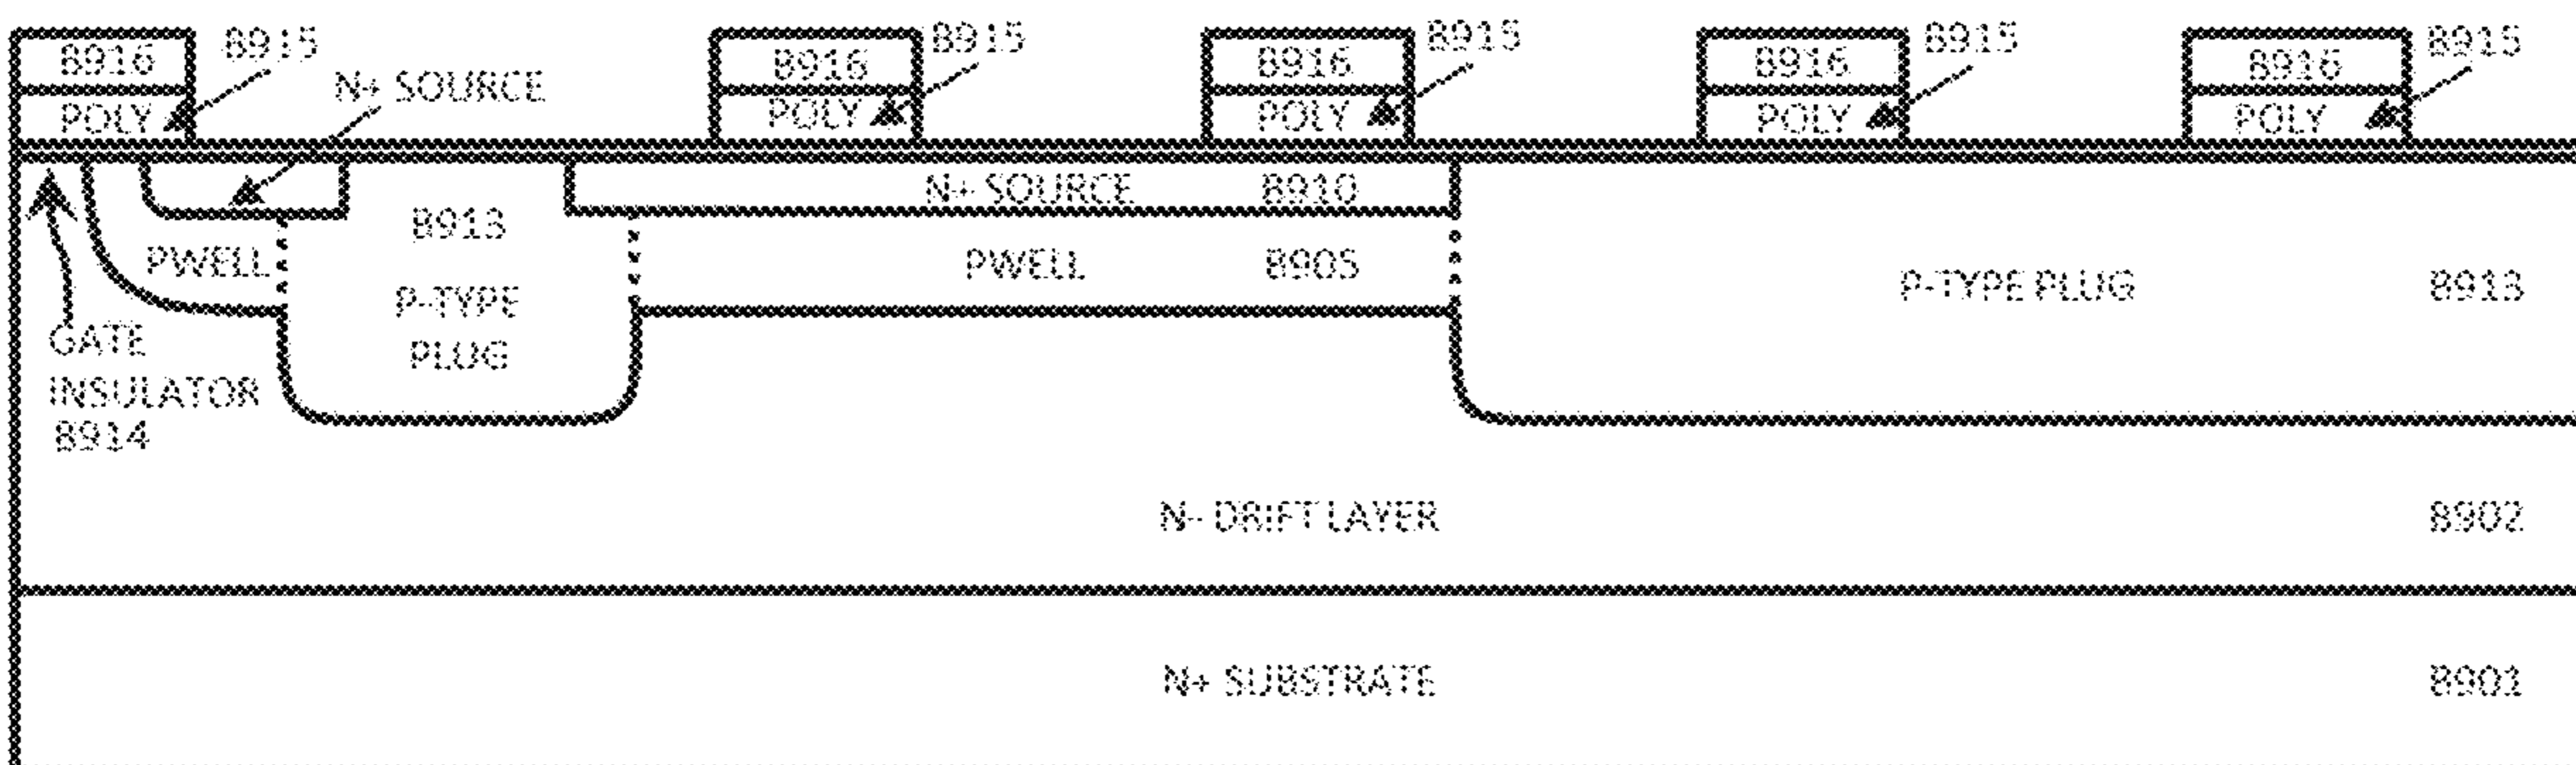 8916 8915 8916 8915 8916 8915 8916 8915 8916 8915
POLY N+ SOURCE POLY POLY POLY POLY
N+ SOURCE 8910
8913
PWELL PWELL 8905
P-TYPE PLUG 8913
P-TYPE
PLUG
GATE
INSULATOR
8914
N- DRIFT LAYER 8902
N+ SUBSTRATE 8901